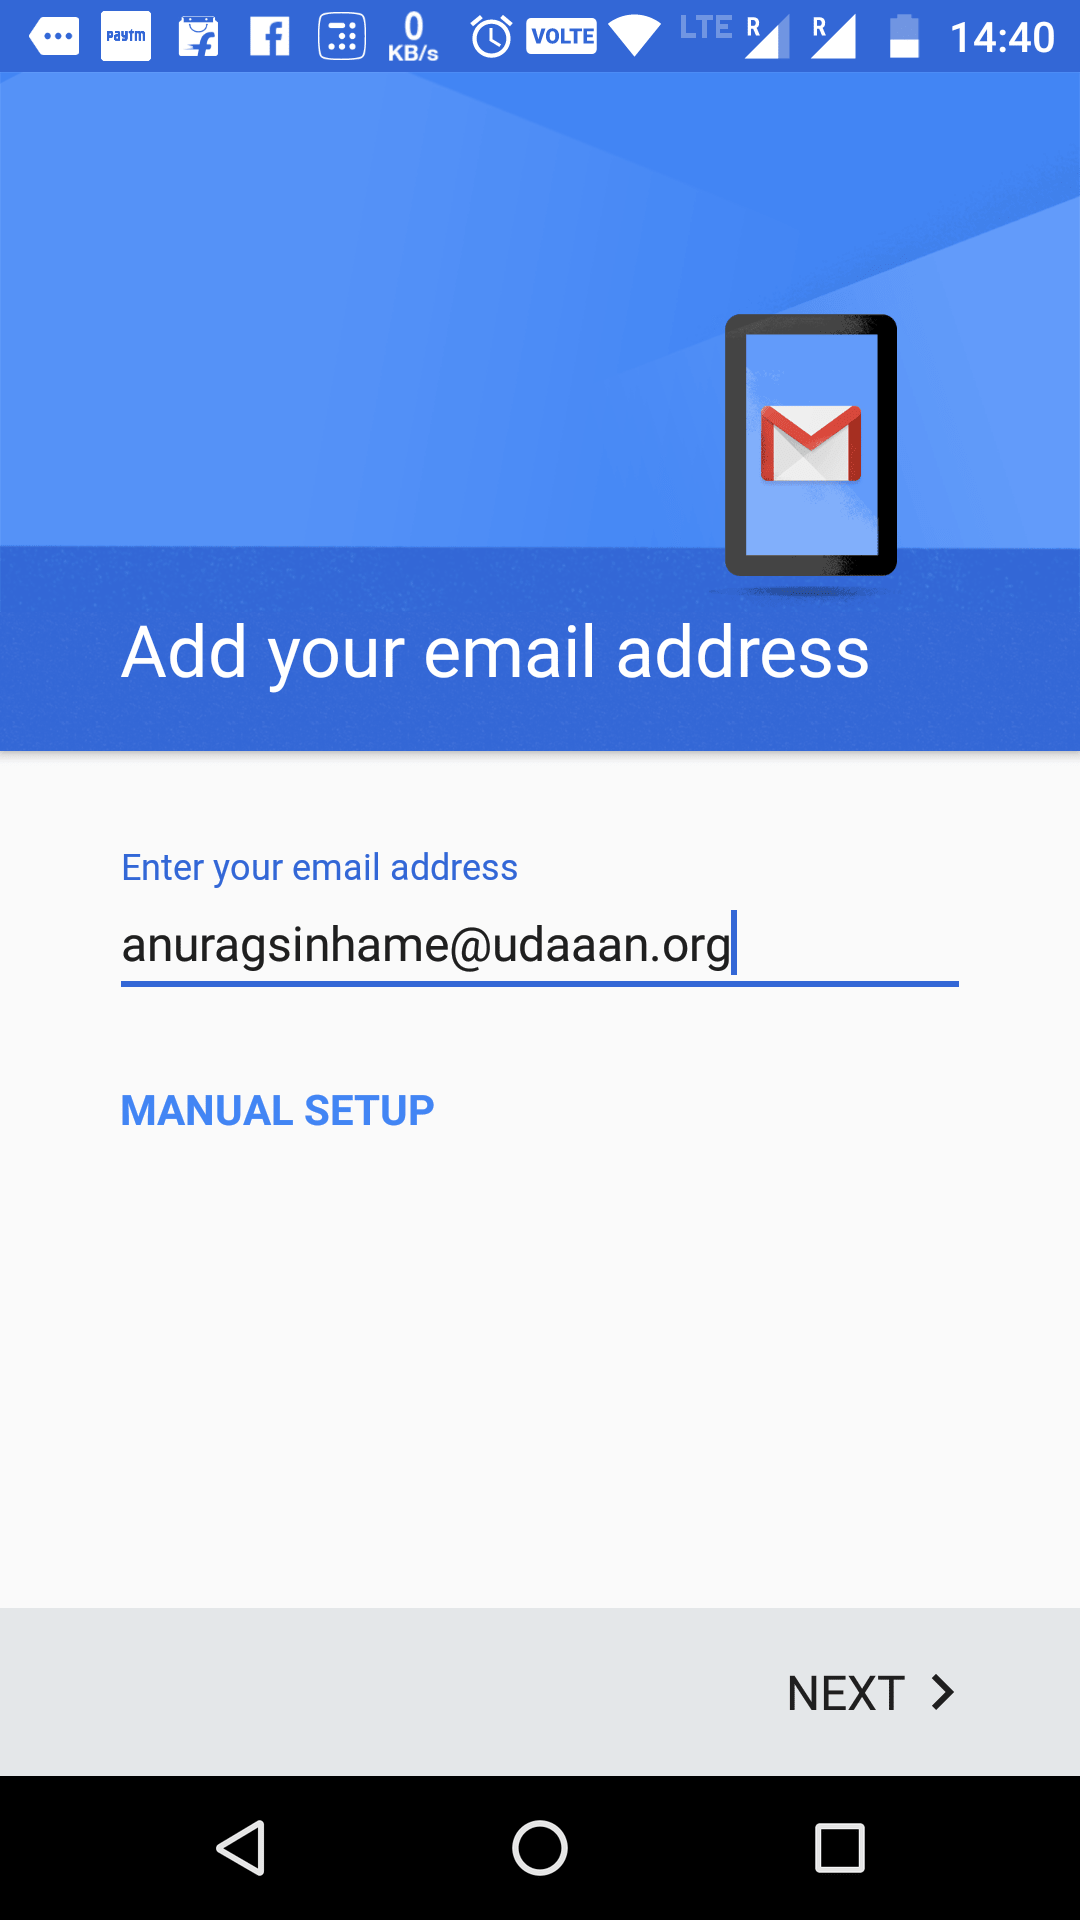 paytm 0 KB/s VOLTE LTE R R 14:40
Add your email address
Enter your email address
anuragsinhame@udaaan.org
MANUAL SETUP
NEXT